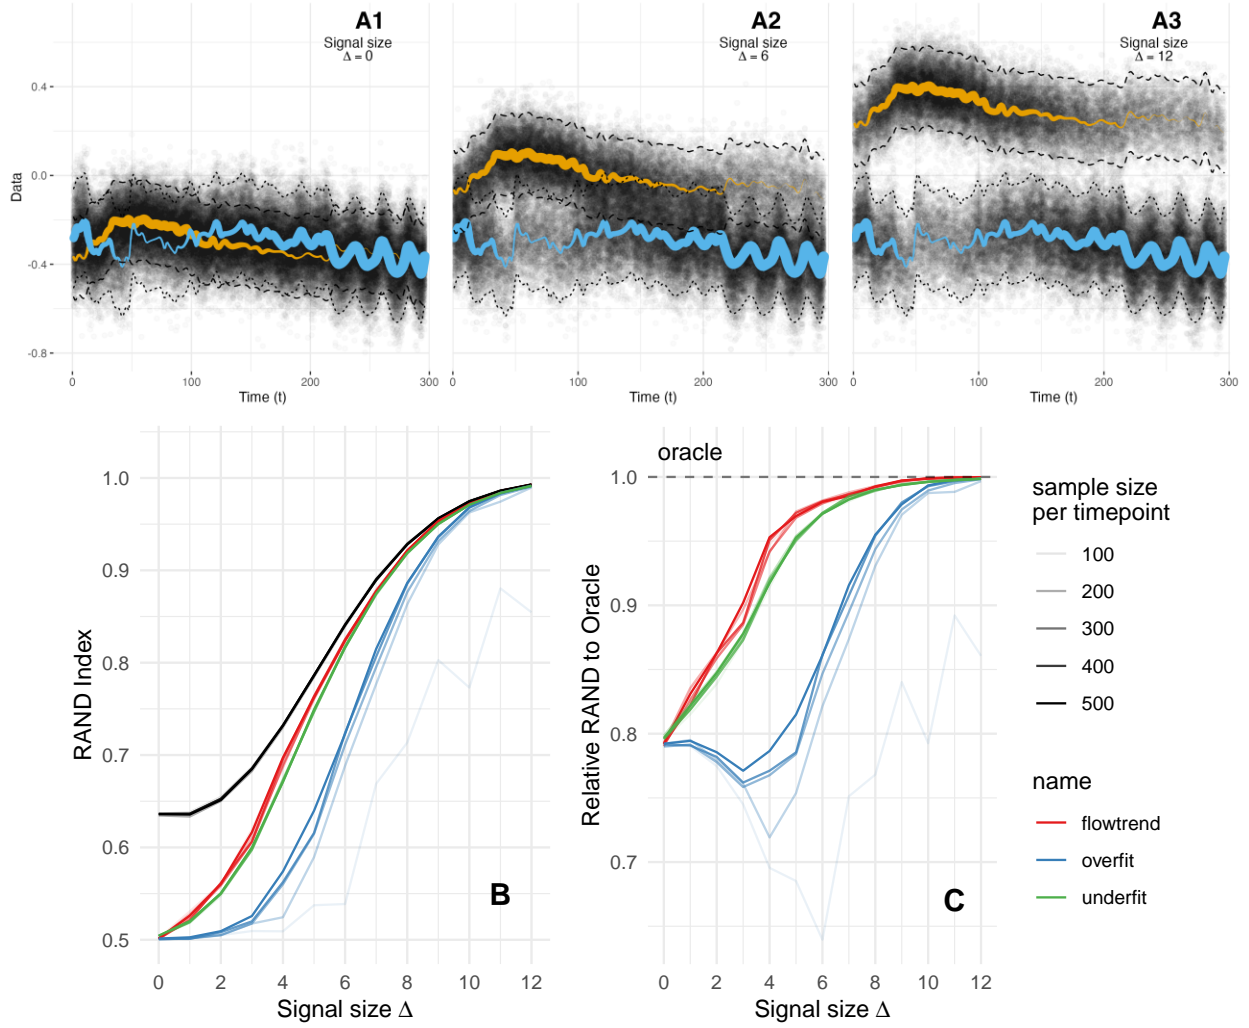 A1
Signal size
Δ = 0
A2
Signal size
Δ = 6
A3
Signal size
Δ = 12
Data
0.4
0.0
-0.4
-0.8
0 100 200 300
0 100 200 300
0 100 200 300
Time (t)
Time (t)
Time (t)
RAND Index
1.0
0.9
0.8
0.7
0.6
0.5
B
0 2 4 6 8 10 12
Signal size Δ
Relative RAND to Oracle
oracle
1.0
0.9
0.8
0.7
C
0 2 4 6 8 10 12
Signal size Δ
sample size
per timepoint
100
200
300
400
500
name
flowtrend
overfit
underfit